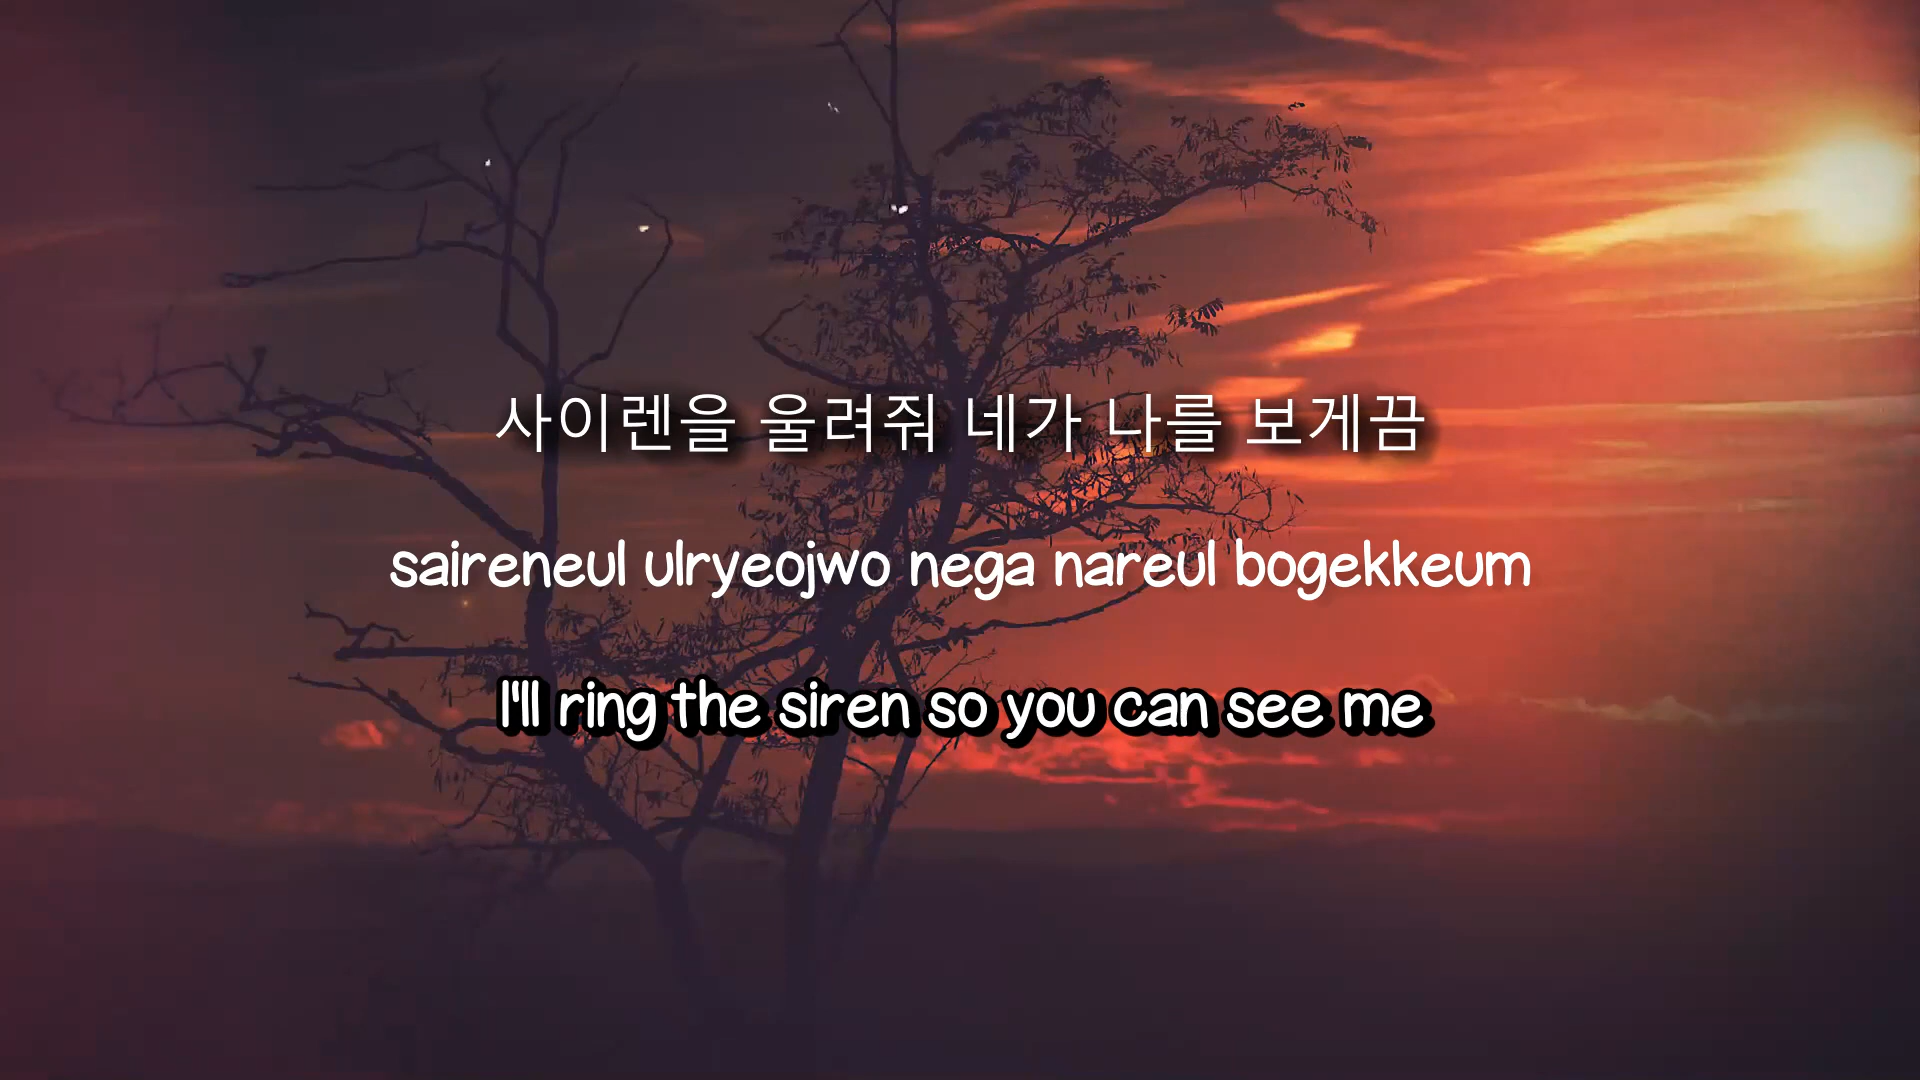 사이렌을 울려줘 네가 나를 보게끔
saireneul ulryeojwo nega nareul bogekkeum
I'll ring the siren so you can see me